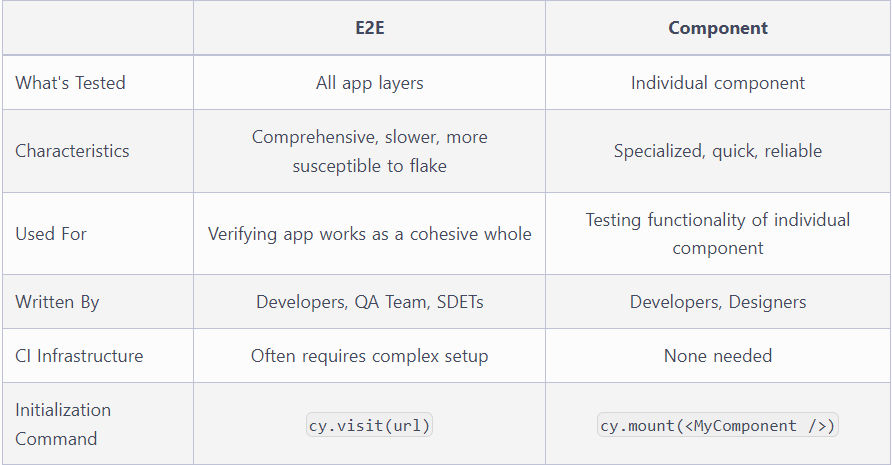 E2E Component
What's Tested All app layers Individual component
Characteristics Comprehensive, slower, more
susceptible to flake Specialized, quick, reliable
Used For Verifying app works as a cohesive whole Testing functionality of individual
component
Written By Developers, QA Team, SDETs Developers, Designers
CI Infrastructure Often requires complex setup None needed
Initialization
Command cy.visit(url) cy.mount(<MyComponent />)